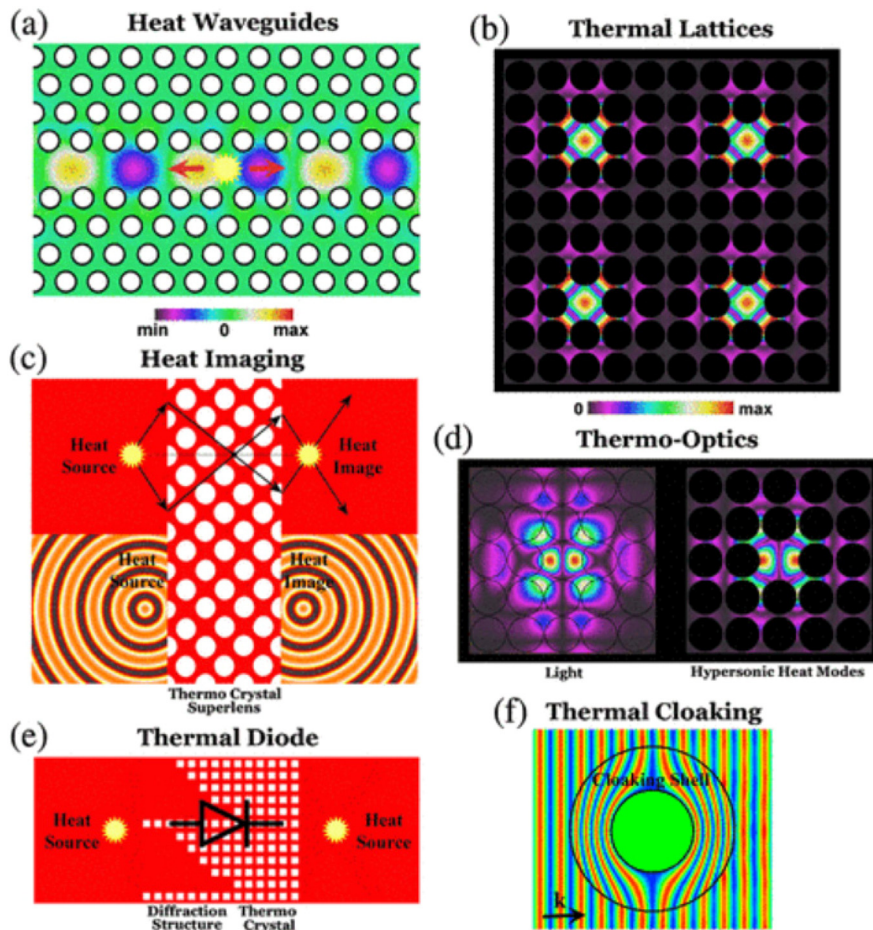 (a) Heat Waveguides
min 0 max
(b) Thermal Lattices
0 max
(c) Heat Imaging
Heat
Source
Heat
Image
Heat
Source
Heat
Image
Thermo Crystal
Superlens
(d) Thermo-Optics
Light
Hypersonic Heat Modes
(e) Thermal Diode
Heat
Source
Heat
Source
Diffraction
Structure
Thermo
Crystal
(f) Thermal Cloaking
Cloaking Shell
k